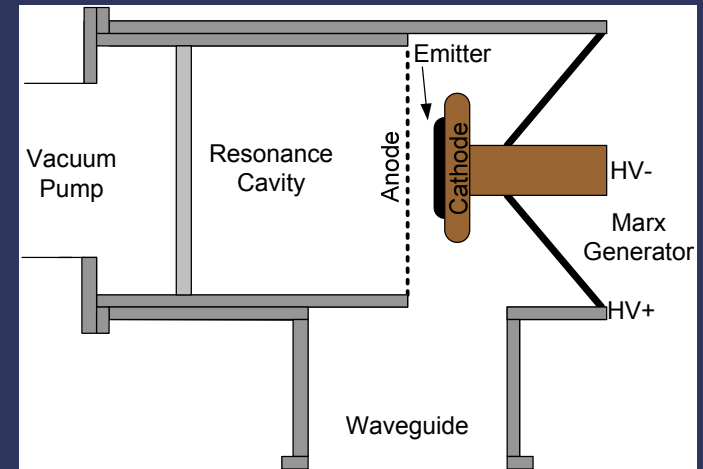 Emitter
Vacuum
Pump
Resonance
Cavity
Anode
Cathode
HV-
Marx
Generator
HV+
Waveguide